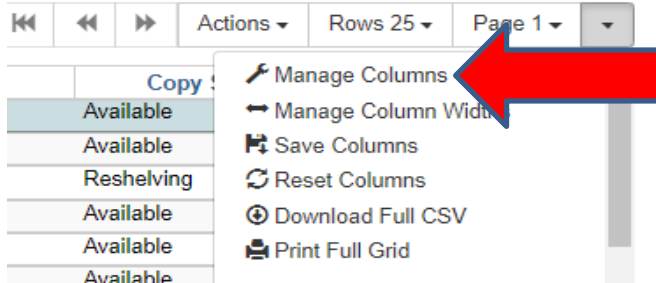 Actions Rows 25 Page 1
Copy
Manage Columns
Available
Manage Column Widths
Available
Save Columns
Reshelving
Reset Columns
Available
Download Full CSV
Available
Print Full Grid
Available